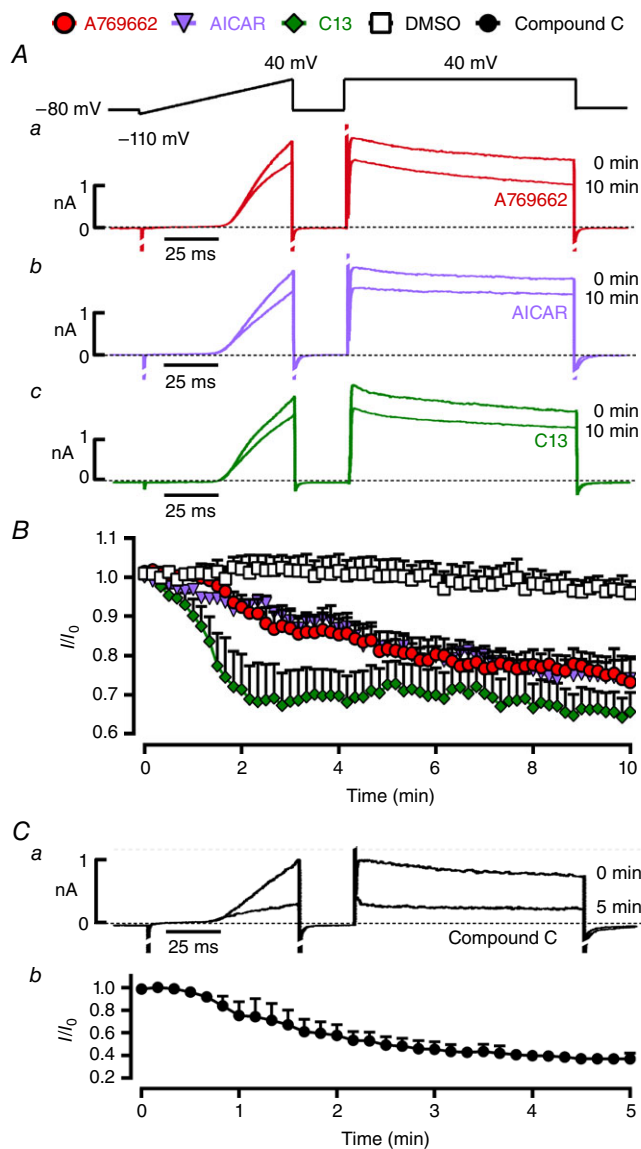 A769662 AICAR C13 DMSO Compound C
A
40 mV 40 mV
−80 mV
−110 mV
a
1
nA
0
0 min
10 min
A769662
25 ms
b
1
nA
0
0 min
10 min
AICAR
25 ms
c
1
nA
0
0 min
10 min
C13
25 ms
B
1.1
1.0
0.9
0.8
0.7
0.6
I/I0
0 2 4 6 8 10
Time (min)
C
a
1
nA
0
0 min
5 min
Compound C
25 ms
b
1.0
0.8
0.6
0.4
0.2
I/I0
0 1 2 3 4 5
Time (min)